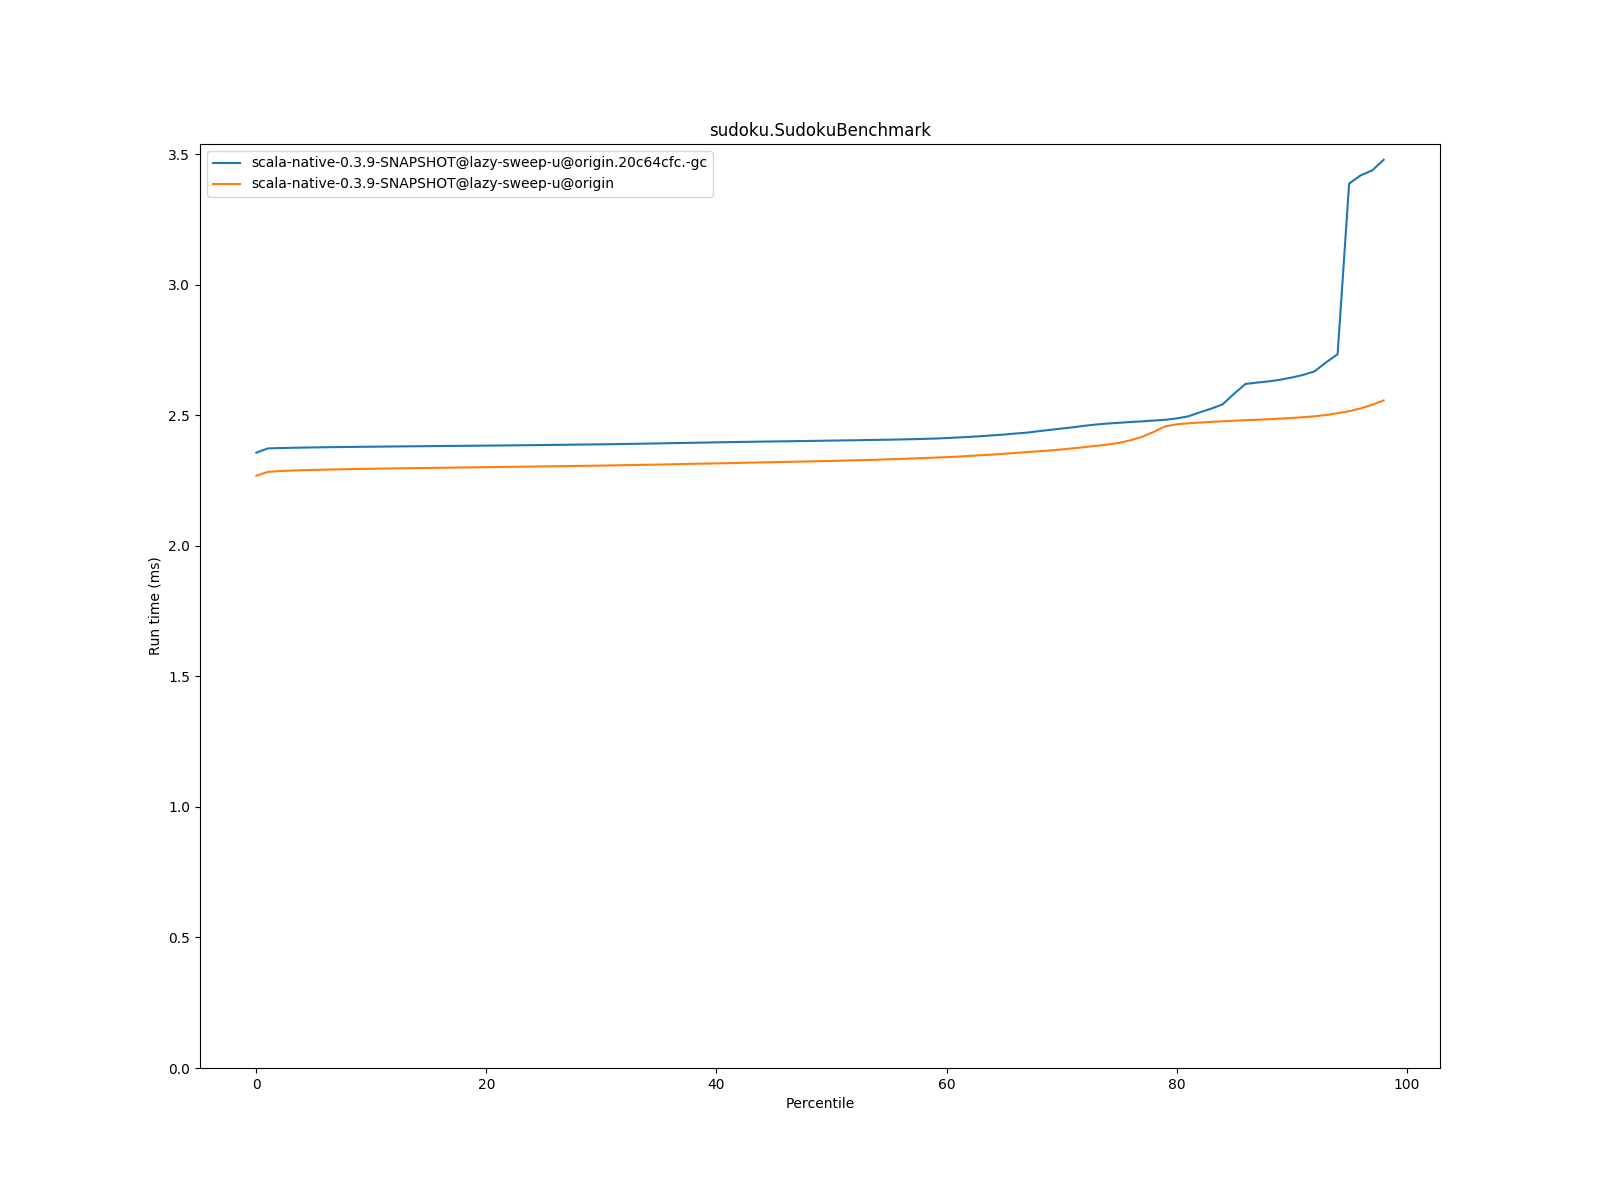 sudoku.SudokuBenchmark
scala-native-0.3.9-SNAPSHOT@lazy-sweep-u@origin.20c64cfc.-gc
scala-native-0.3.9-SNAPSHOT@lazy-sweep-u@origin
3.5
3.0
2.5
2.0
1.5
1.0
0.5
0.0
Run time (ms)
0 20 40 60 80 100
Percentile